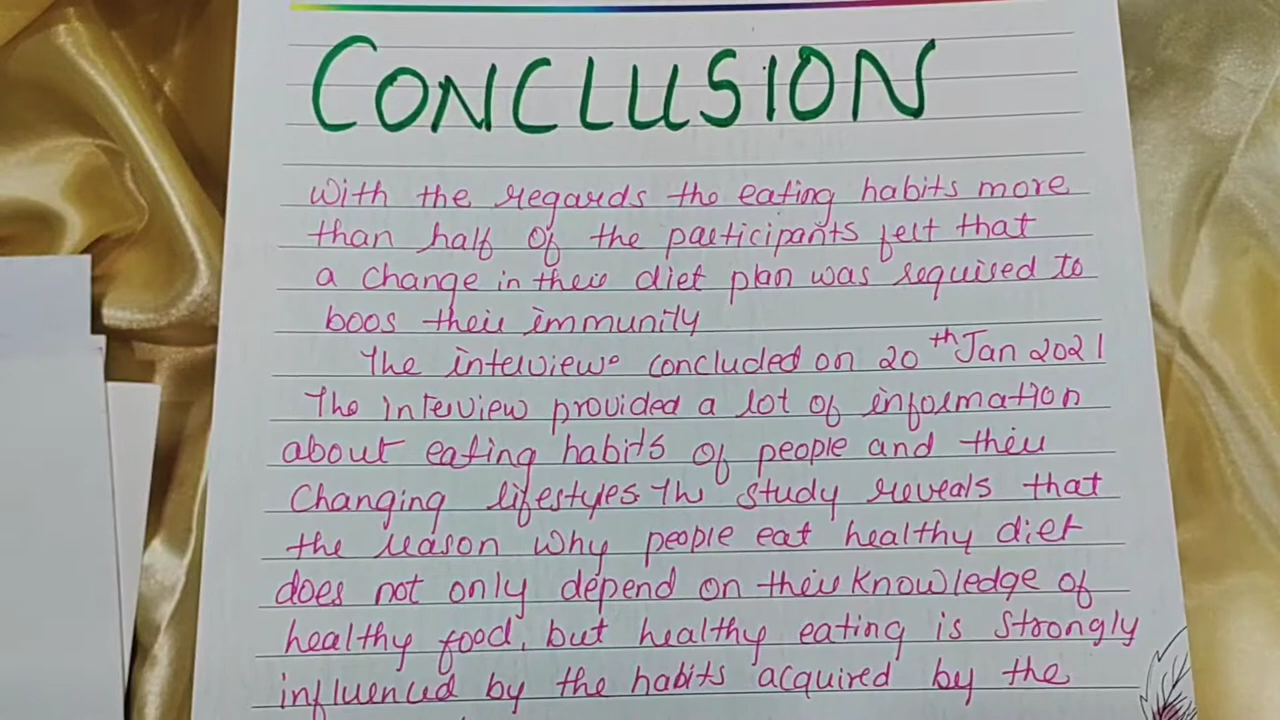 CONCLUSION
With the regards the eating habits more
than half of the participants felt that
a change in their diet plan was required to
boos their immunity
The interviews concluded on 20th Jan 2021
The interview provided a lot of information
about eating habits of people and their
Changing lifestyles. The study reveals that
the reason why people eat healthy diet
does not only depend on their knowledge of
healthy food, but healthy eating is strongly
influenced by the habits acquired by the